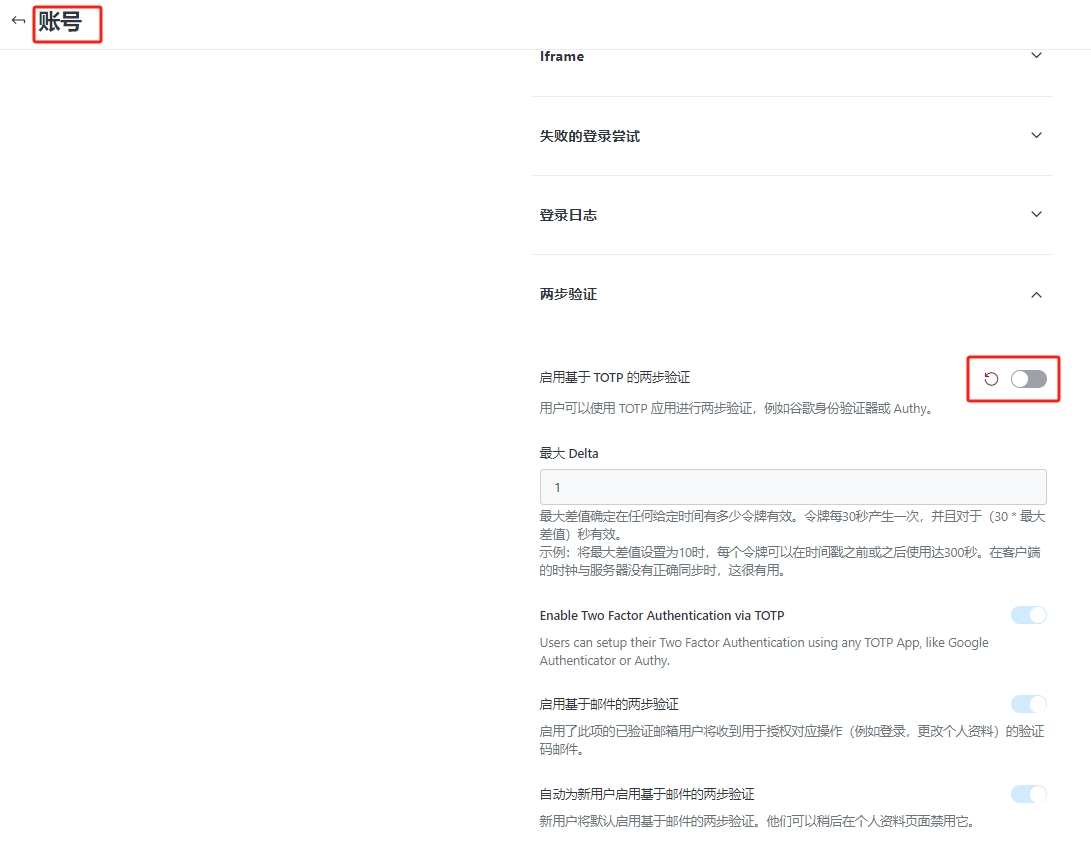 账号
Iframe
失败的登录尝试
登录日志
两步验证
启用基于 TOTP 的两步验证
用户可以使用 TOTP 应用进行两步验证，例如谷歌身份验证器或 Authy。
最大 Delta
1
最大差值确定在任何给定时间有多少令牌有效。令牌每30秒产生一次，并且对于（30 * 最大
差值）秒有效。
示例：将最大差值设置为10时，每个令牌可以在时间戳之前或之后使用达300秒。在客户端
的时钟与服务器没有正确同步时，这很有用。
Enable Two Factor Authentication via TOTP
Users can setup their Two Factor Authentication using any TOTP App, like Google
Authenticator or Authy.
启用基于邮件的两步验证
启用了此项的已验证邮箱用户将收到用于授权对应操作（例如登录，更改个人资料）的验证
码邮件。
自动为新用户启用基于邮件的两步验证
新用户将默认启用基于邮件的两步验证。他们可以稍后在个人资料页面禁用它。